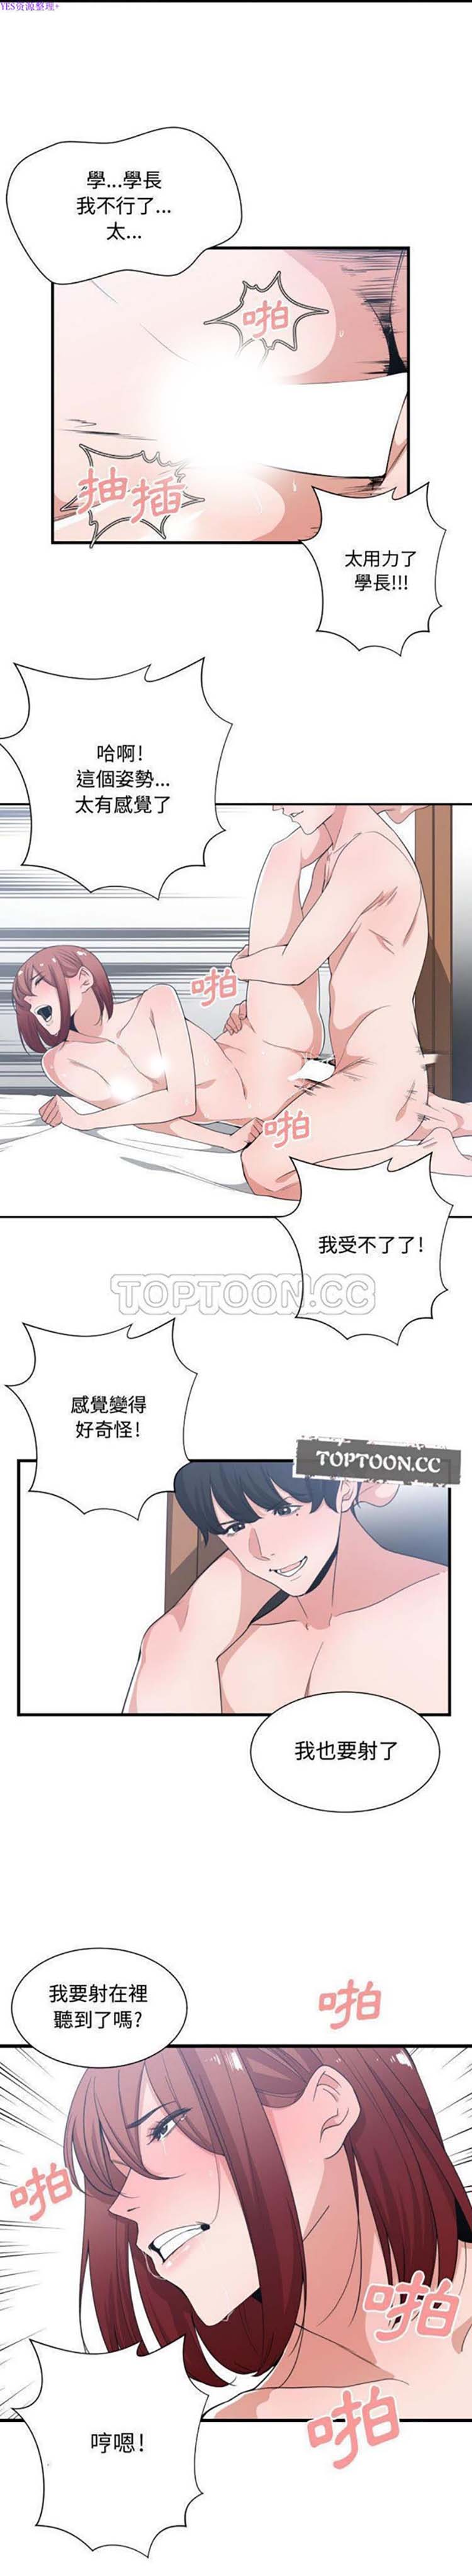 YES资源整理+
學...學長
我不行了...
太...
啪
抽插
太用力了
學長!!!
哈啊!
這個姿勢...
太有感覺了
啪
啪
我受不了了!
TOPTOON.CC
感覺變得
好奇怪!
TOPTOON.CC
我也要射了
我要射在裡
聽到了嗎?
啪
啪
啪
啪
哼嗯!